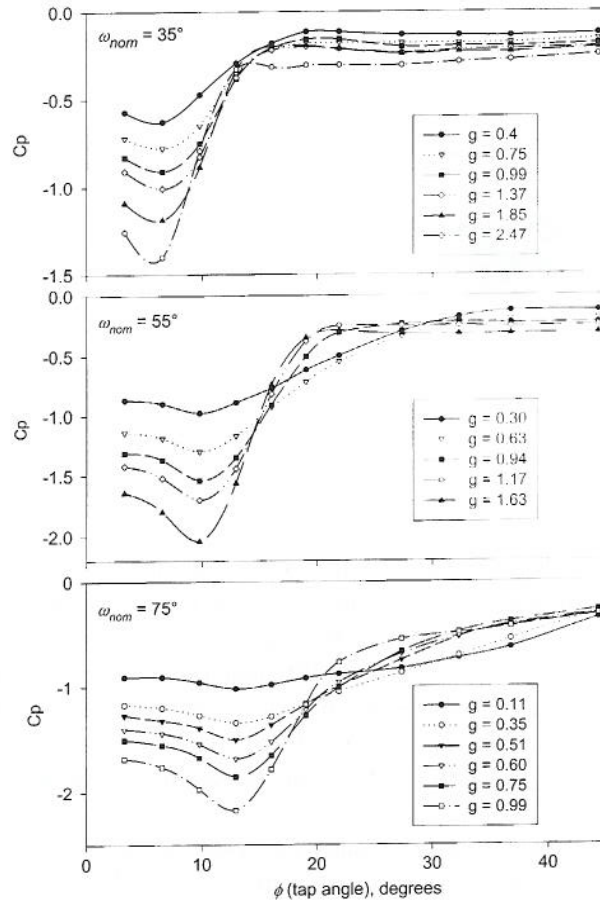 ω_nom = 35°
0.0
-0.5
-1.0
-1.5
Cp
g = 0.4
g = 0.75
g = 0.99
g = 1.37
g = 1.85
g = 2.47
ω_nom = 55°
0.0
-0.5
-1.0
-1.5
-2.0
Cp
g = 0.30
g = 0.63
g = 0.94
g = 1.17
g = 1.63
ω_nom = 75°
0
-1
-2
Cp
g = 0.11
g = 0.35
g = 0.51
g = 0.60
g = 0.75
g = 0.99
0 10 20 30 40
ϕ (tap angle), degrees